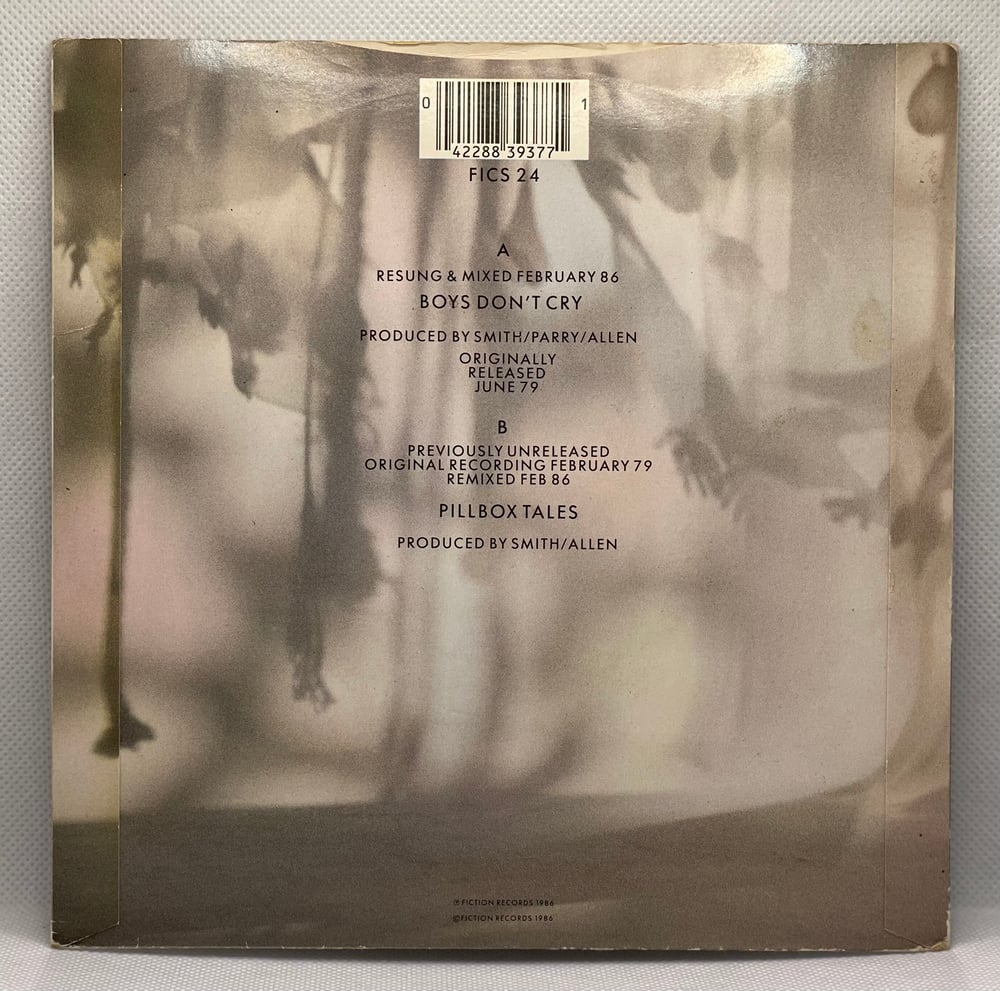 0 42288 39377 1
FICS 24
A
RESUNG & MIXED FEBRUARY 86
BOYS DON'T CRY
PRODUCED BY SMITH/PARRY/ALLEN
ORIGINALLY
RELEASED
JUNE 79
B
PREVIOUSLY UNRELEASED
ORIGINAL RECORDING FEBRUARY 79
REMIXED FEB 86
PILLBOX TALES
PRODUCED BY SMITH/ALLEN
℗ FICTION RECORDS 1986
© FICTION RECORDS 1986